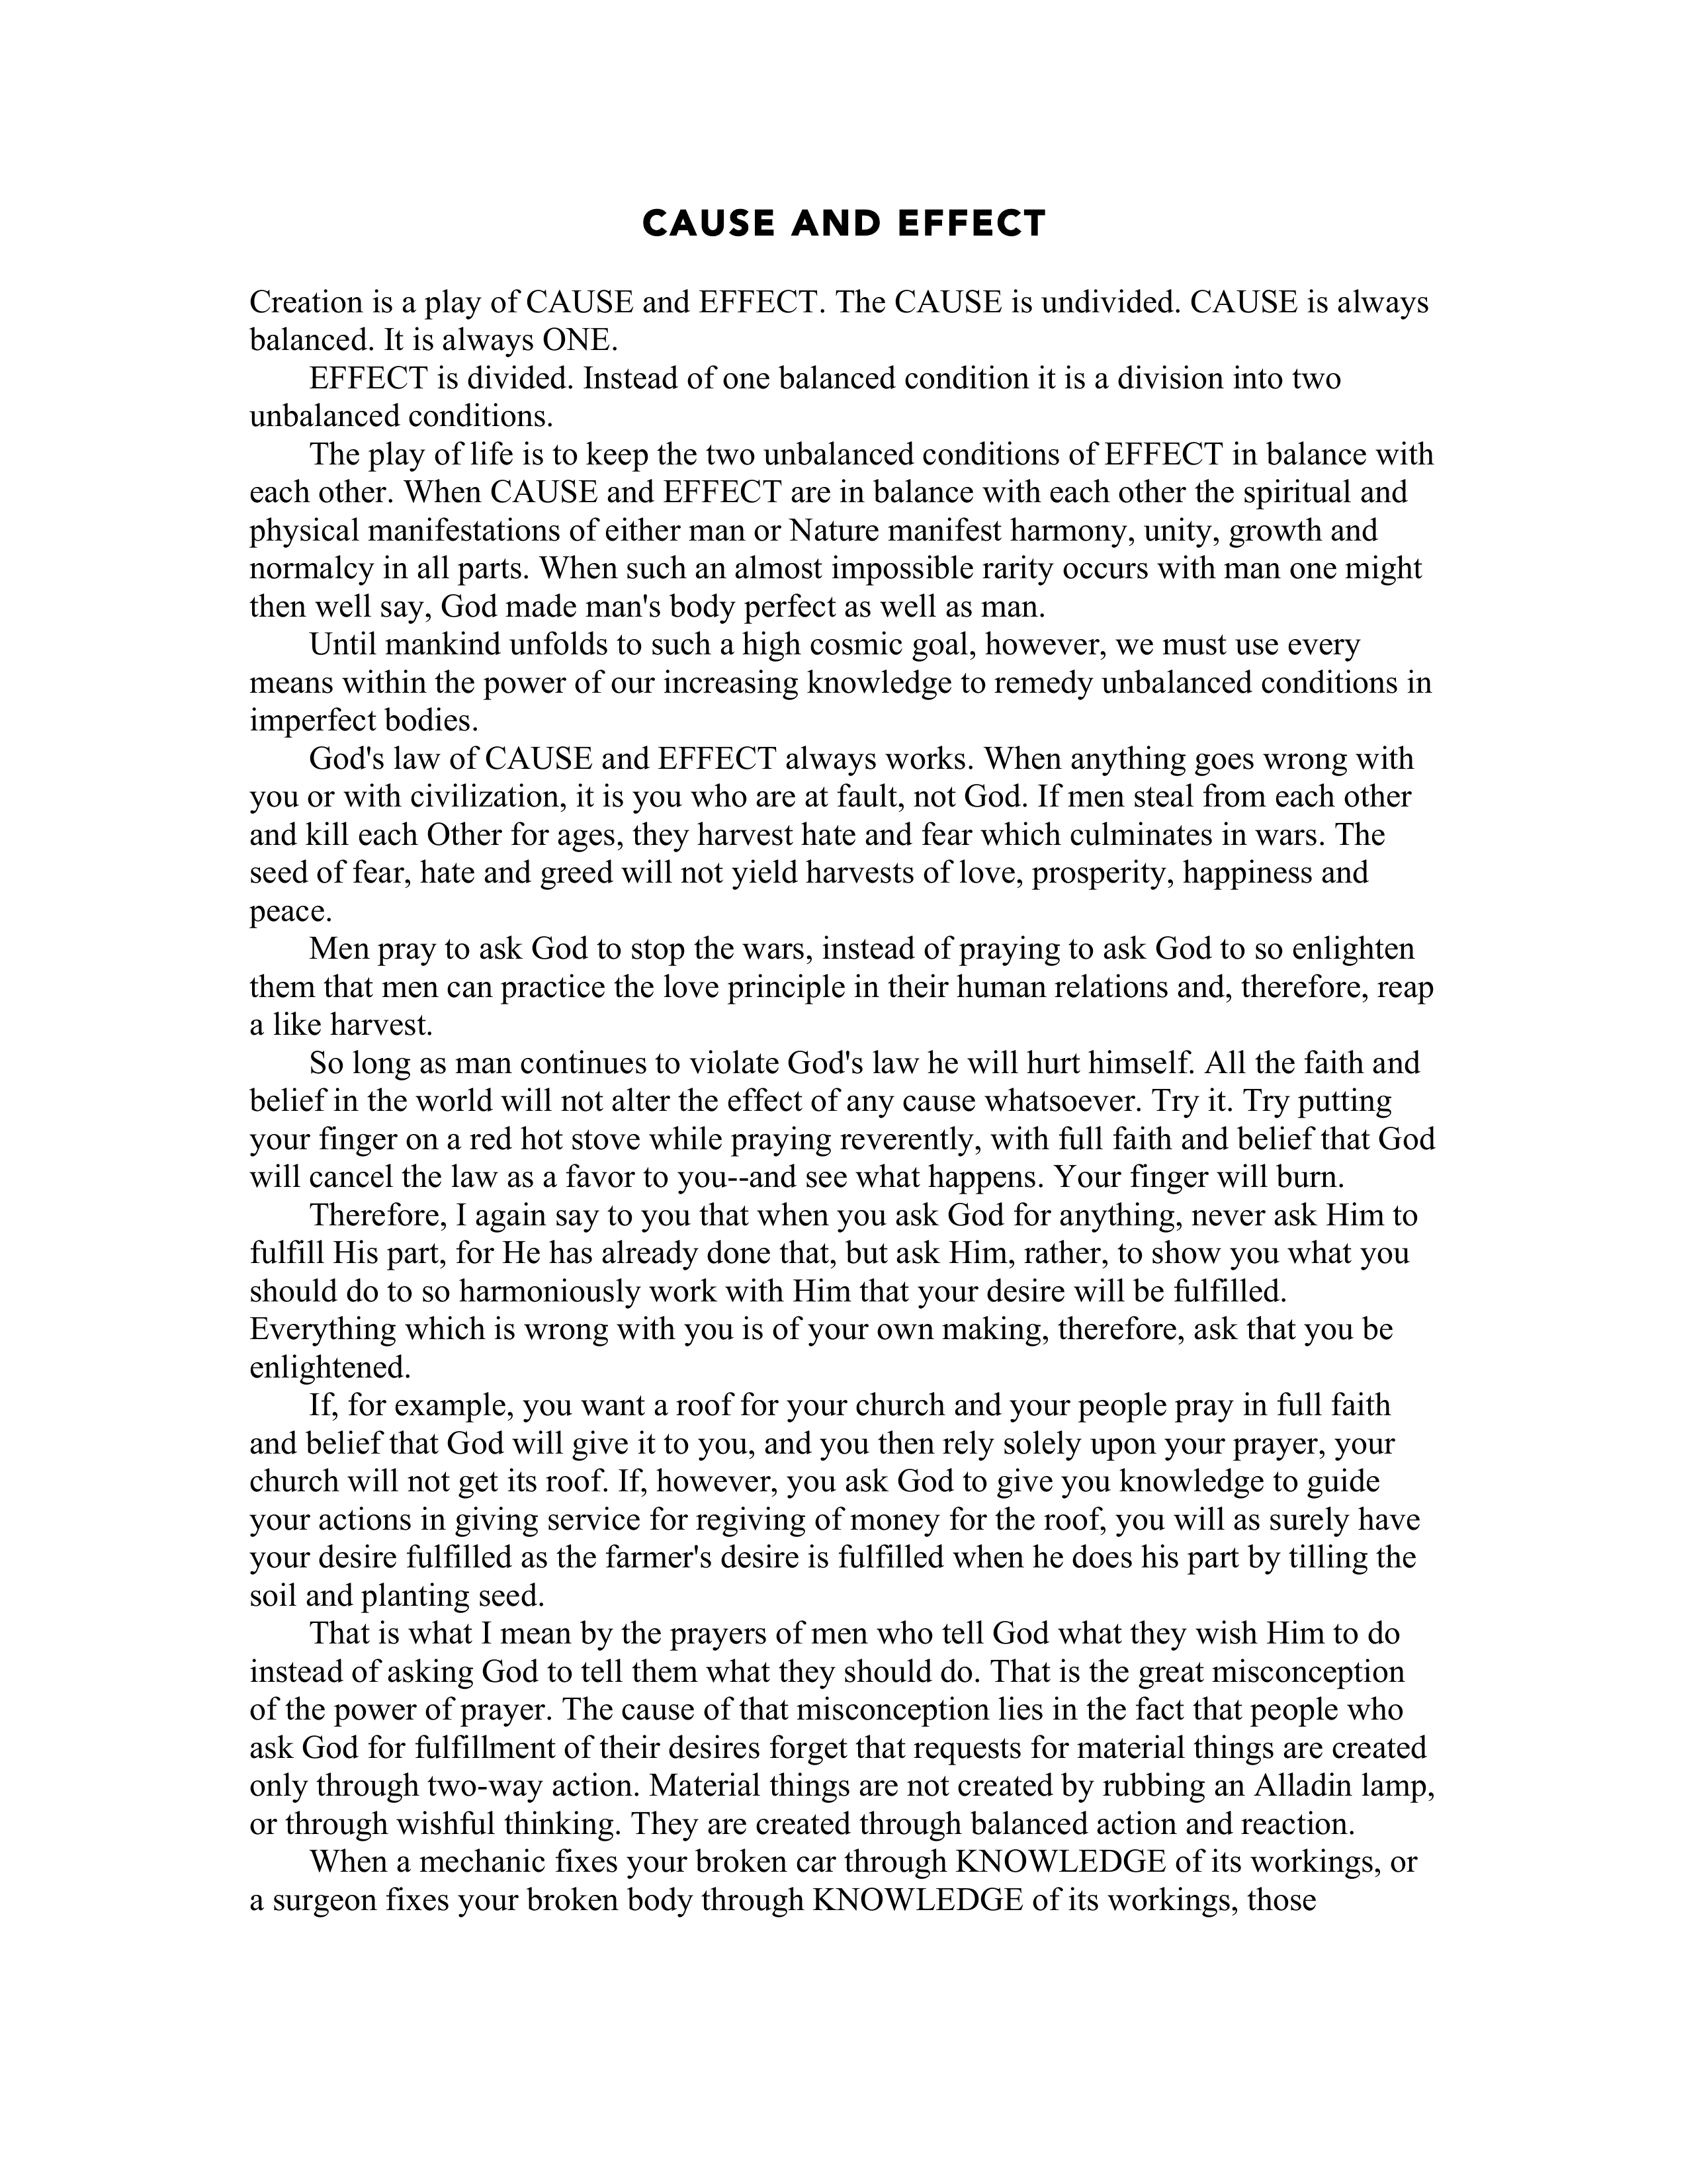 CAUSE AND EFFECT
Creation is a play of CAUSE and EFFECT. The CAUSE is undivided. CAUSE is always
balanced. It is always ONE.
EFFECT is divided. Instead of one balanced condition it is a division into two
unbalanced conditions.
The play of life is to keep the two unbalanced conditions of EFFECT in balance with
each other. When CAUSE and EFFECT are in balance with each other the spiritual and
physical manifestations of either man or Nature manifest harmony, unity, growth and
normalcy in all parts. When such an almost impossible rarity occurs with man one might
then well say, God made man's body perfect as well as man.
Until mankind unfolds to such a high cosmic goal, however, we must use every
means within the power of our increasing knowledge to remedy unbalanced conditions in
imperfect bodies.
God's law of CAUSE and EFFECT always works. When anything goes wrong with
you or with civilization, it is you who are at fault, not God. If men steal from each other
and kill each Other for ages, they harvest hate and fear which culminates in wars. The
seed of fear, hate and greed will not yield harvests of love, prosperity, happiness and
peace.
Men pray to ask God to stop the wars, instead of praying to ask God to so enlighten
them that men can practice the love principle in their human relations and, therefore, reap
a like harvest.
So long as man continues to violate God's law he will hurt himself. All the faith and
belief in the world will not alter the effect of any cause whatsoever. Try it. Try putting
your finger on a red hot stove while praying reverently, with full faith and belief that God
will cancel the law as a favor to you--and see what happens. Your finger will burn.
Therefore, I again say to you that when you ask God for anything, never ask Him to
fulfill His part, for He has already done that, but ask Him, rather, to show you what you
should do to so harmoniously work with Him that your desire will be fulfilled.
Everything which is wrong with you is of your own making, therefore, ask that you be
enlightened.
If, for example, you want a roof for your church and your people pray in full faith
and belief that God will give it to you, and you then rely solely upon your prayer, your
church will not get its roof. If, however, you ask God to give you knowledge to guide
your actions in giving service for regiving of money for the roof, you will as surely have
your desire fulfilled as the farmer's desire is fulfilled when he does his part by tilling the
soil and planting seed.
That is what I mean by the prayers of men who tell God what they wish Him to do
instead of asking God to tell them what they should do. That is the great misconception
of the power of prayer. The cause of that misconception lies in the fact that people who
ask God for fulfillment of their desires forget that requests for material things are created
only through two-way action. Material things are not created by rubbing an Alladin lamp,
or through wishful thinking. They are created through balanced action and reaction.
When a mechanic fixes your broken car through KNOWLEDGE of its workings, or
a surgeon fixes your broken body through KNOWLEDGE of its workings, those